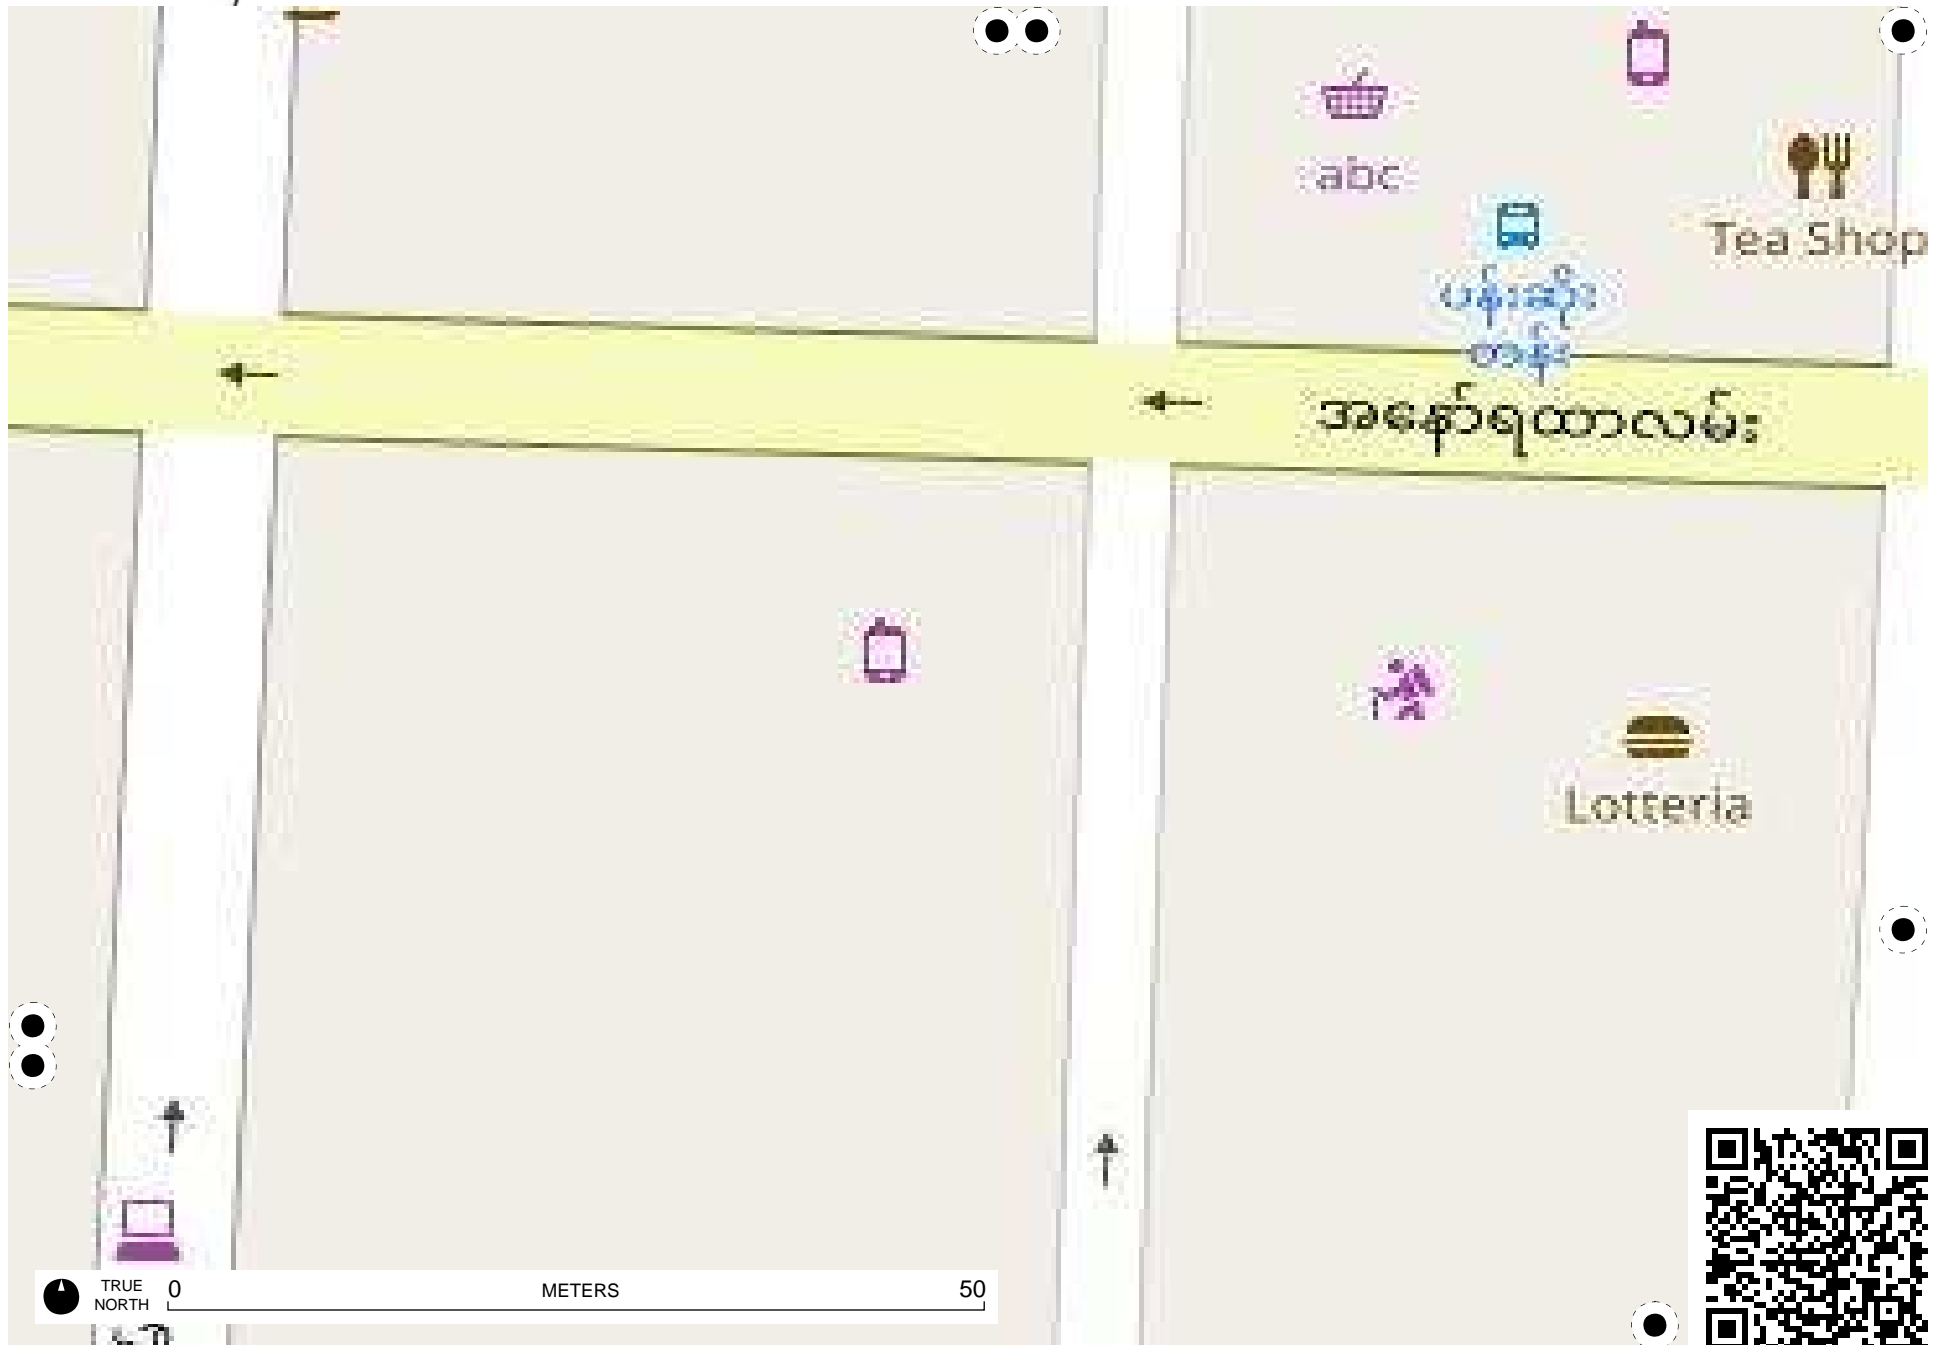 abc
Tea Shop
ပန်းဆိုး
တန်း
အနော်ရထာလမ်း
Lotteria
TRUE
NORTH
0 METERS 50